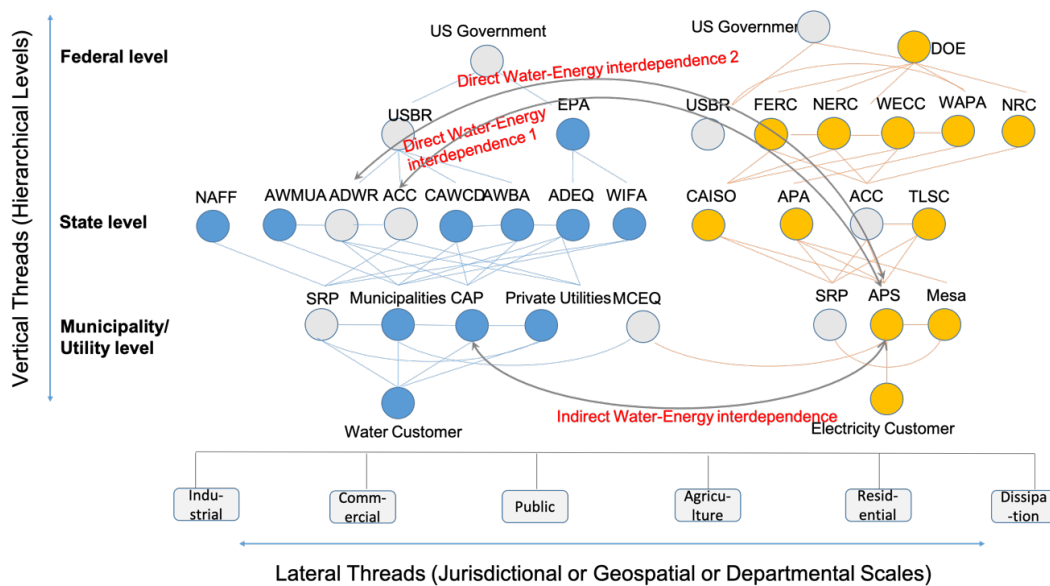 US Government
US Government
Federal level
DOE
Direct Water-Energy interdependence 2
USBR
EPA
USBR
FERC
NERC
WECC
WAPA
NRC
Direct Water-Energy
interdependence 1
NAFF
AWMUA
ADWR
ACC
CAWCD
AWBA
ADEQ
WIFA
CAISO
APA
ACC
TLSC
State level
SRP
Municipalities
CAP
Private Utilities
MCEQ
SRP
APS
Mesa
Municipality/
Utility level
Indirect Water-Energy interdependence
Water Customer
Electricity Customer
Vertical Threads (Hierarchical Levels)
Indu-
strial
Comm-
ercial
Public
Agricu-
lture
Resid-
ential
Dissipa
-tion
Lateral Threads (Jurisdictional or Geospatial or Departmental Scales)